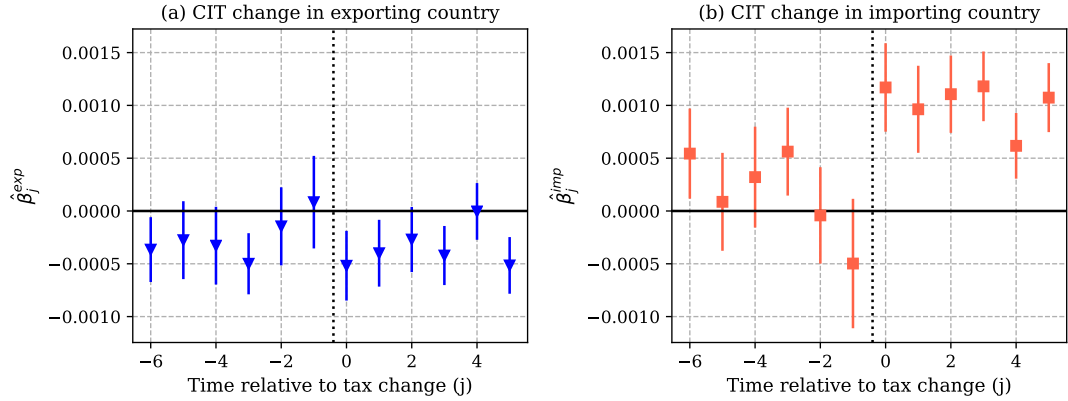 (a) CIT change in exporting country
0.0015
0.0010
0.0005
0.0000
−0.0005
−0.0010
β̂_j^{exp}
−6 −4 −2 0 2 4
Time relative to tax change (j)
(b) CIT change in importing country
0.0015
0.0010
0.0005
0.0000
−0.0005
−0.0010
β̂_j^{imp}
−6 −4 −2 0 2 4
Time relative to tax change (j)